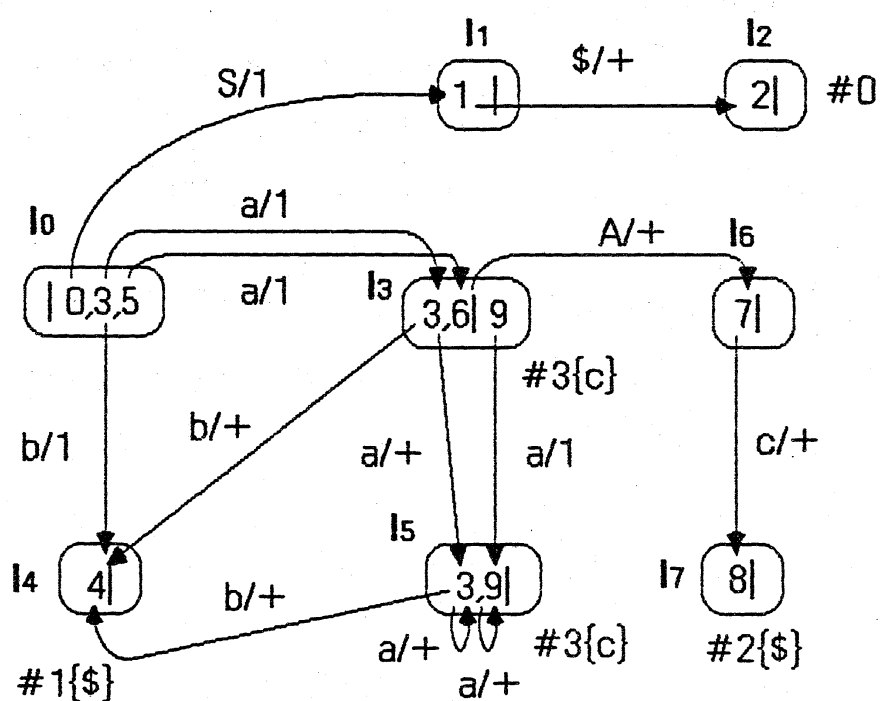 I1
I2
S/1
$/+
1 |
2|
#0
I0
a/1
A/+
I6
a/1
I3
| 0,3,5
3,6| 9
7|
#3{c}
b/1
b/+
a/+
a/1
c/+
I5
I4
4|
b/+
3,9|
I7
8|
a/+
#3{c}
#2{$}
#1{$}
a/+